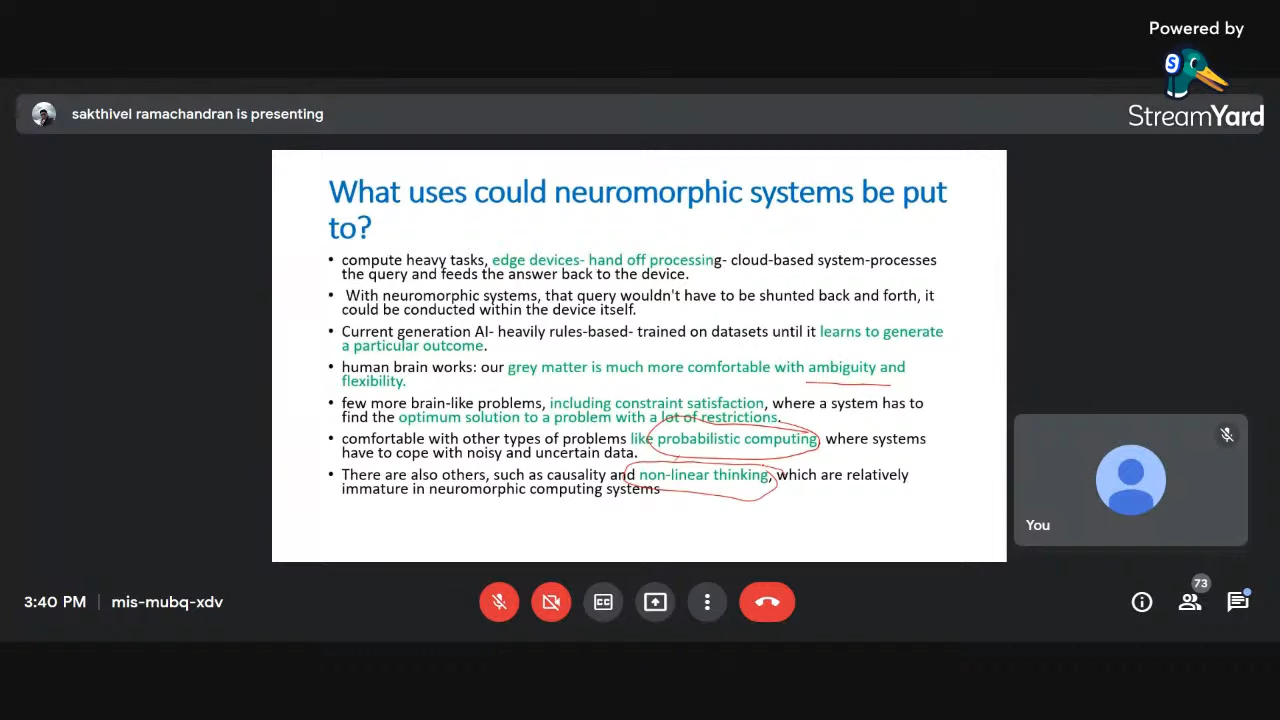 Powered by
StreamYard
sakthivel ramachandran is presenting
What uses could neuromorphic systems be put
to?
• compute heavy tasks, edge devices- hand off processing- cloud-based system-processes
the query and feeds the answer back to the device.
• With neuromorphic systems, that query wouldn't have to be shunted back and forth, it
could be conducted within the device itself.
• Current generation AI- heavily rules-based- trained on datasets until it learns to generate
a particular outcome.
• human brain works: our grey matter is much more comfortable with ambiguity and
flexibility.
• few more brain-like problems, including constraint satisfaction, where a system has to
find the optimum solution to a problem with a lot of restrictions.
• comfortable with other types of problems like probabilistic computing, where systems
have to cope with noisy and uncertain data.
• There are also others, such as causality and non-linear thinking, which are relatively
immature in neuromorphic computing systems
You
3:40 PM | mis-mubq-xdv
CC
73